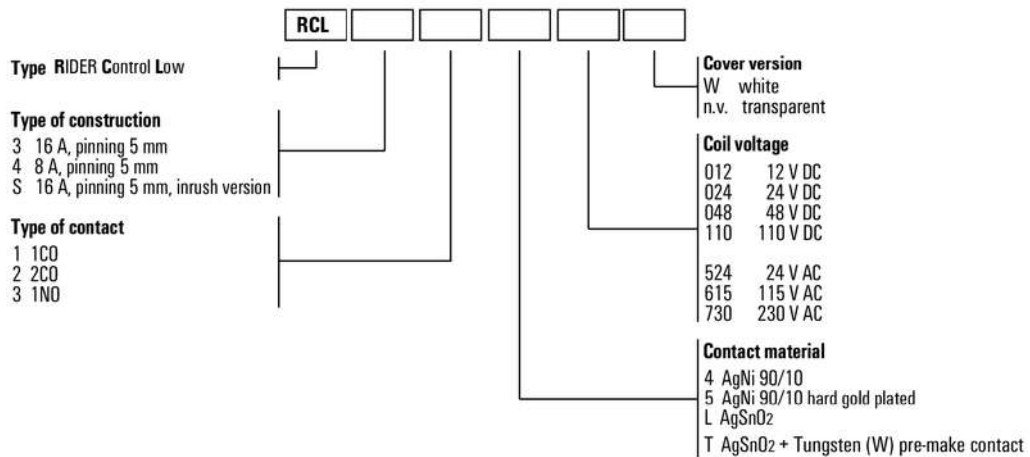 RCL
Type RIDER Control Low
Type of construction
3 16 A, pinning 5 mm
4 8 A, pinning 5 mm
S 16 A, pinning 5 mm, inrush version
Type of contact
1 1CO
2 2CO
3 1NO
Cover version
W white
n.v. transparent
Coil voltage
012 12 V DC
024 24 V DC
048 48 V DC
110 110 V DC
524 24 V AC
615 115 V AC
730 230 V AC
Contact material
4 AgNi 90/10
5 AgNi 90/10 hard gold plated
L AgSnO2
T AgSnO2 + Tungsten (W) pre-make contact